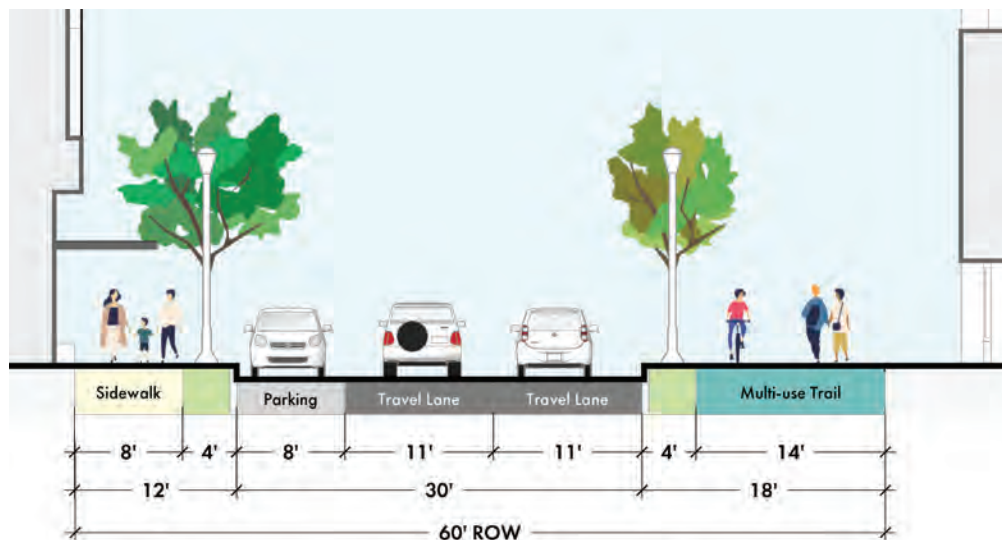 Sidewalk Parking Travel Lane Travel Lane Multi-use Trail
8' 4' 8' 11' 11' 4' 14'
12' 30' 18'
60' ROW